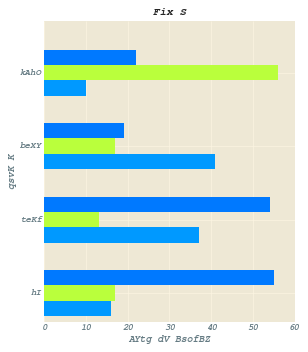 Fix S
kAhO
beXY
teKf
hI
qsvK K
0 10 20 30 40 50 60
AYtg dV BsofBZ